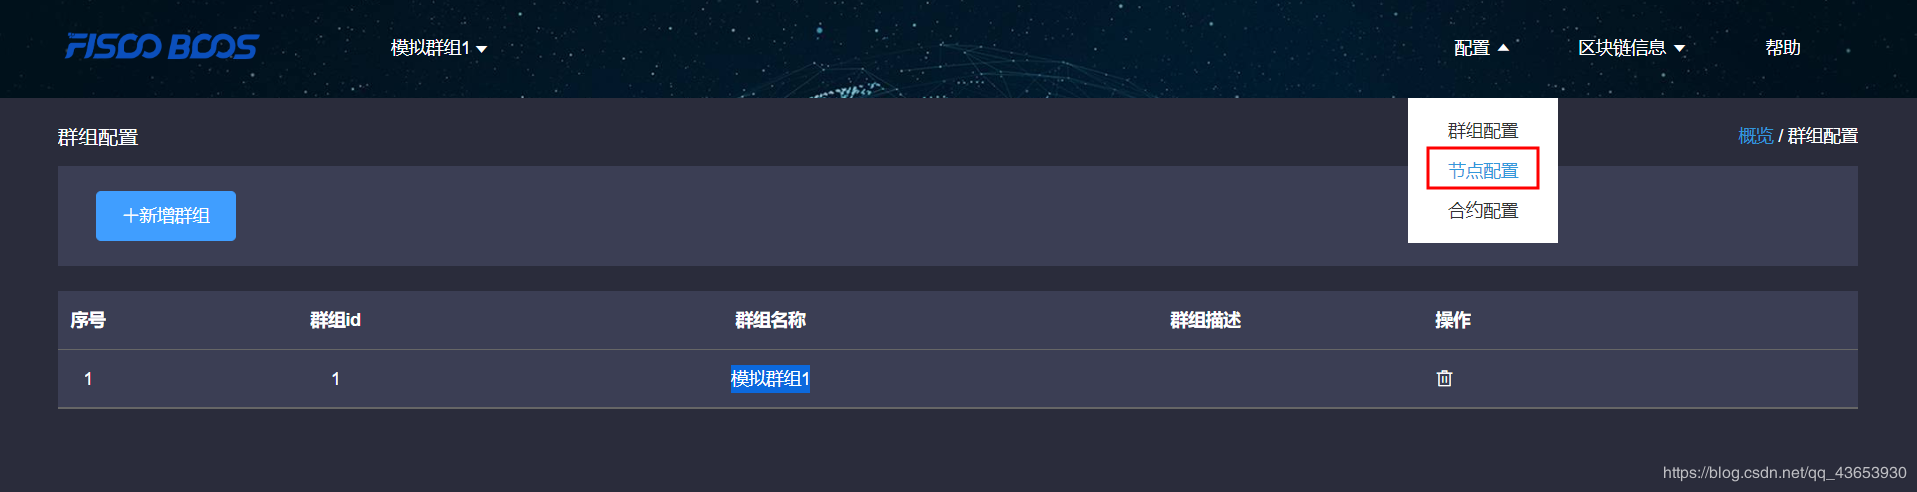 FISCO BCOS 模拟群组1 配置 区块链信息 帮助
群组配置
节点配置
合约配置
群组配置 概览 / 群组配置
+新增群组
序号 群组id 群组名称 群组描述 操作
1 1 模拟群组1
https://blog.csdn.net/qq_43653930